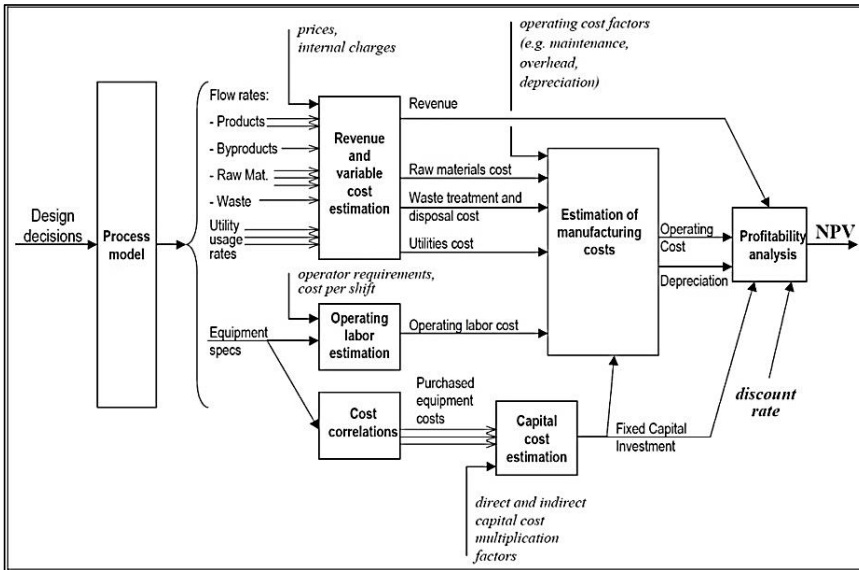 prices,
internal charges
operating cost factors
(e.g. maintenance,
overhead,
depreciation)
Flow rates:
- Products
- Byproducts
- Raw Mat.
- Waste
Utility
usage
rates
Revenue
and
variable
cost
estimation
Revenue
Raw materials cost
Waste treatment and
disposal cost
Utilities cost
Design
decisions
Process
model
Estimation of
manufacturing
costs
Operating
Cost
Depreciation
Profitability
analysis
NPV
operator requirements,
cost per shift
Equipment
specs
Operating
labor
estimation
Operating labor cost
Cost
correlations
Purchased
equipment
costs
Capital
cost
estimation
Fixed Capital
Investment
discount
rate
direct and indirect
capital cost
multiplication
factors